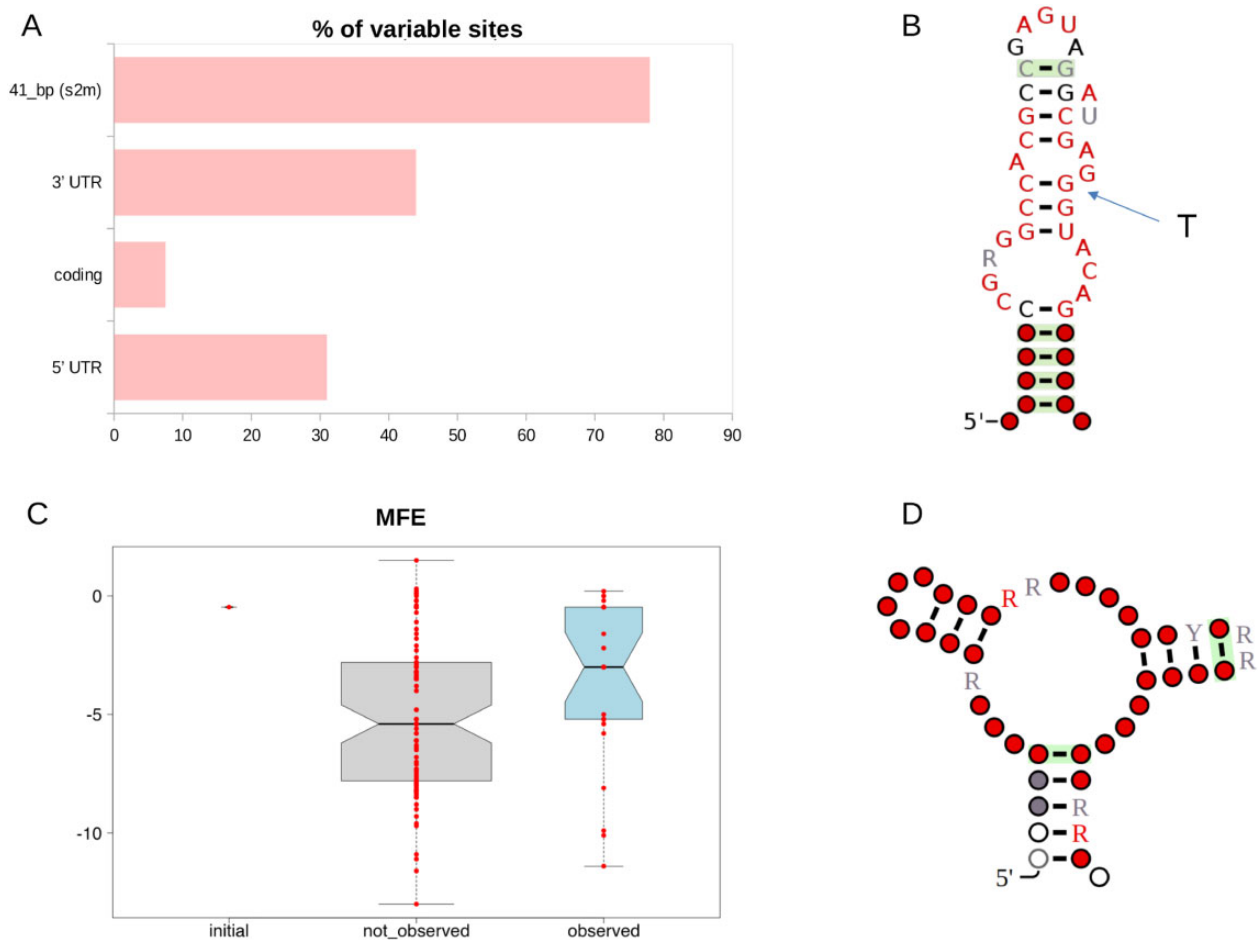 A
% of variable sites
41_bp (s2m)
3' UTR
coding
5' UTR
0 10 20 30 40 50 60 70 80 90
B
A G U
G A
C G
C G A
G C U
C G A
A G
C G
C G
G G U A
R C
G A
C C G
T
5'
C
MFE
0
-5
-10
initial not_observed observed
D
R R
Y R
R
R
R
R
5'